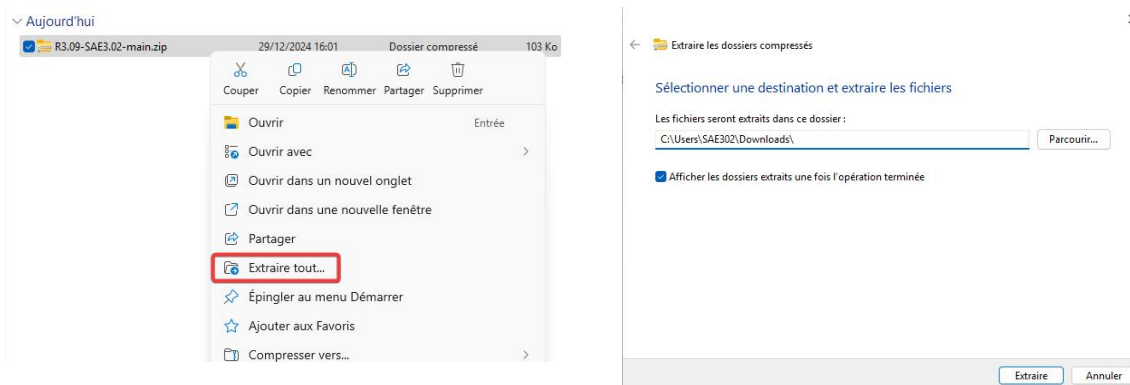 Aujourd'hui
R3.09-SAE3.02-main.zip 29/12/2024 16:01 Dossier compressé 103 Ko
Couper Copier Renommer Partager Supprimer
Ouvrir Entrée
Ouvrir avec
Ouvrir dans un nouvel onglet
Ouvrir dans une nouvelle fenêtre
Partager
Extraire tout...
Épingler au menu Démarrer
Ajouter aux Favoris
Compresser vers...
Extraire les dossiers compressés
Sélectionner une destination et extraire les fichiers
Les fichiers seront extraits dans ce dossier :
C:\Users\SAE302\Downloads\ Parcourir...
Afficher les dossiers extraits une fois l'opération terminée
Extraire Annuler